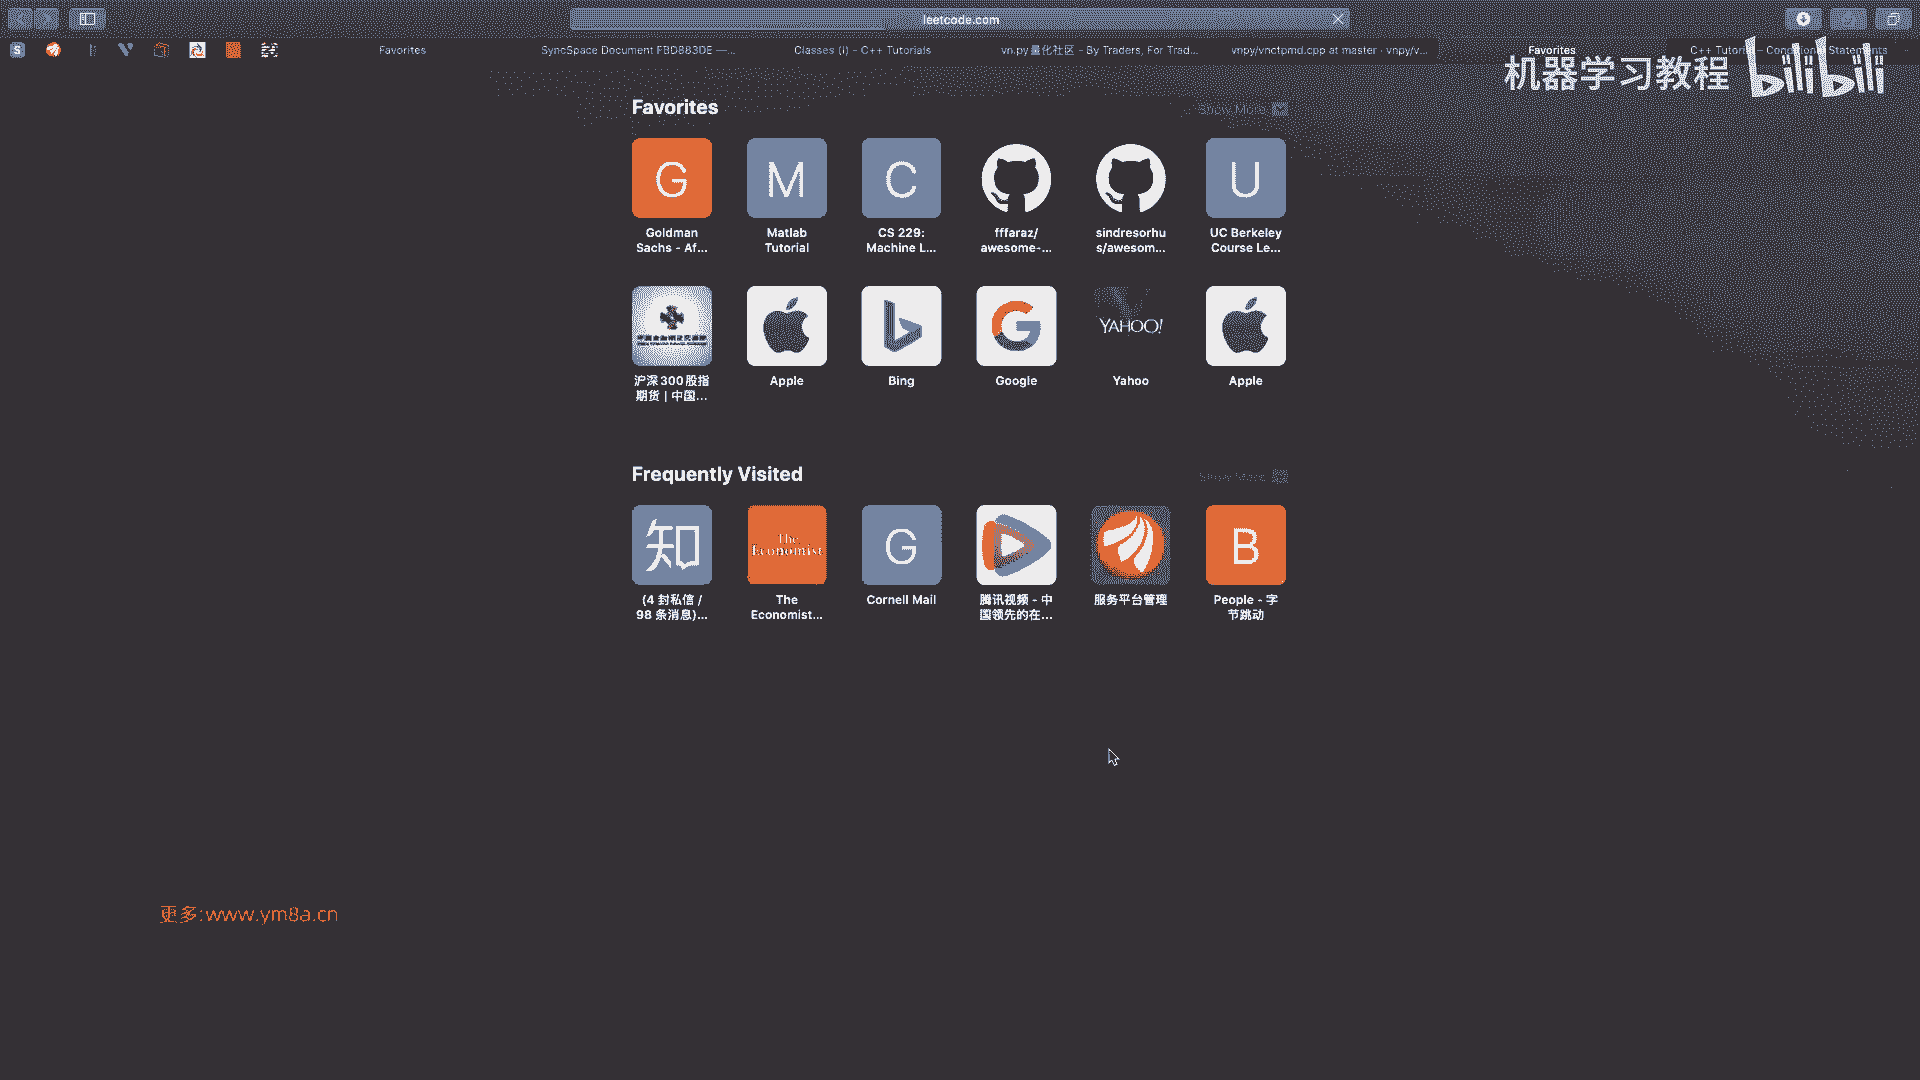 leetcode.com
S
Favorites
SyncSpace Document FBD883DE —...
Classes (i) - C++ Tutorials
vn.py量化社区 - By Traders, For Trad...
vnpy/vnctpmd.cpp at master · vnpy/v...
Favorites
C++ Tutorial – Conditional Statements
机器学习教程 bilibili
Favorites
Show More
G
M
C
U
Goldman
Sachs - Af...
Matlab
Tutorial
CS 229:
Machine L...
fffaraz/
awesome-...
sindresorhu
s/awesom...
UC Berkeley
Course Le...
YAHOO!
沪深300股指
期货 | 中国...
Apple
Bing
Google
Yahoo
Apple
Frequently Visited
Show More
知
The
Economist
G
B
(4 封私信 /
98 条消息)...
The
Economist...
Cornell Mail
腾讯视频 - 中
国领先的在...
服务平台管理
People - 字
节跳动
更多:www.ym8a.cn